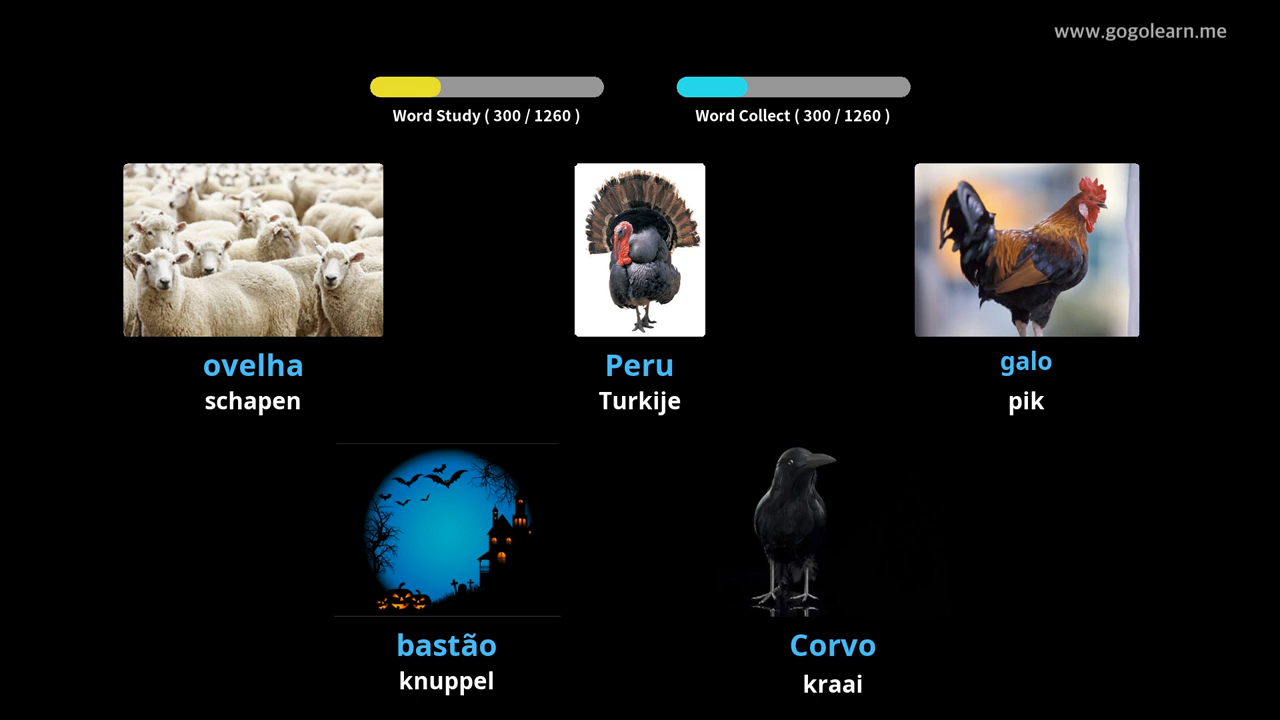 www.gogolearn.me
Word Study ( 300 / 1260 )
Word Collect ( 300 / 1260 )
ovelha
schapen
Peru
Turkije
galo
pik
bastão
knuppel
Corvo
kraai